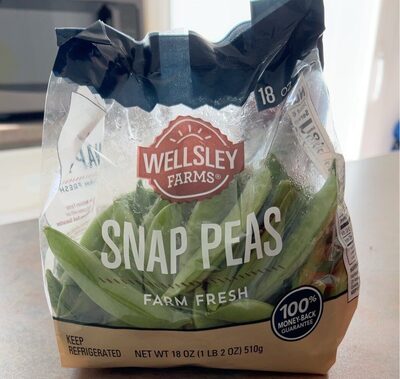 18 OZ
WELLSLEY
FARMS®
SNAP PEAS
FARM FRESH
100%
MONEY-BACK
GUARANTEE
KEEP
REFRIGERATED
NET WT 18 OZ (1 LB 2 OZ) 510g